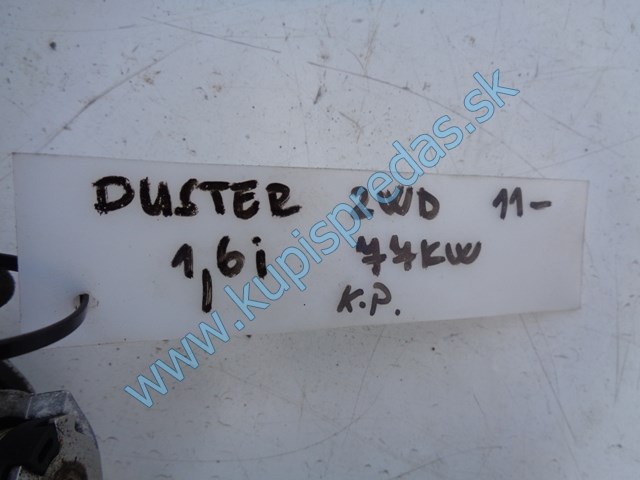 DUSTER 2WD 11-
1,6i 77KW
K.P.
www.kupispredas.sk